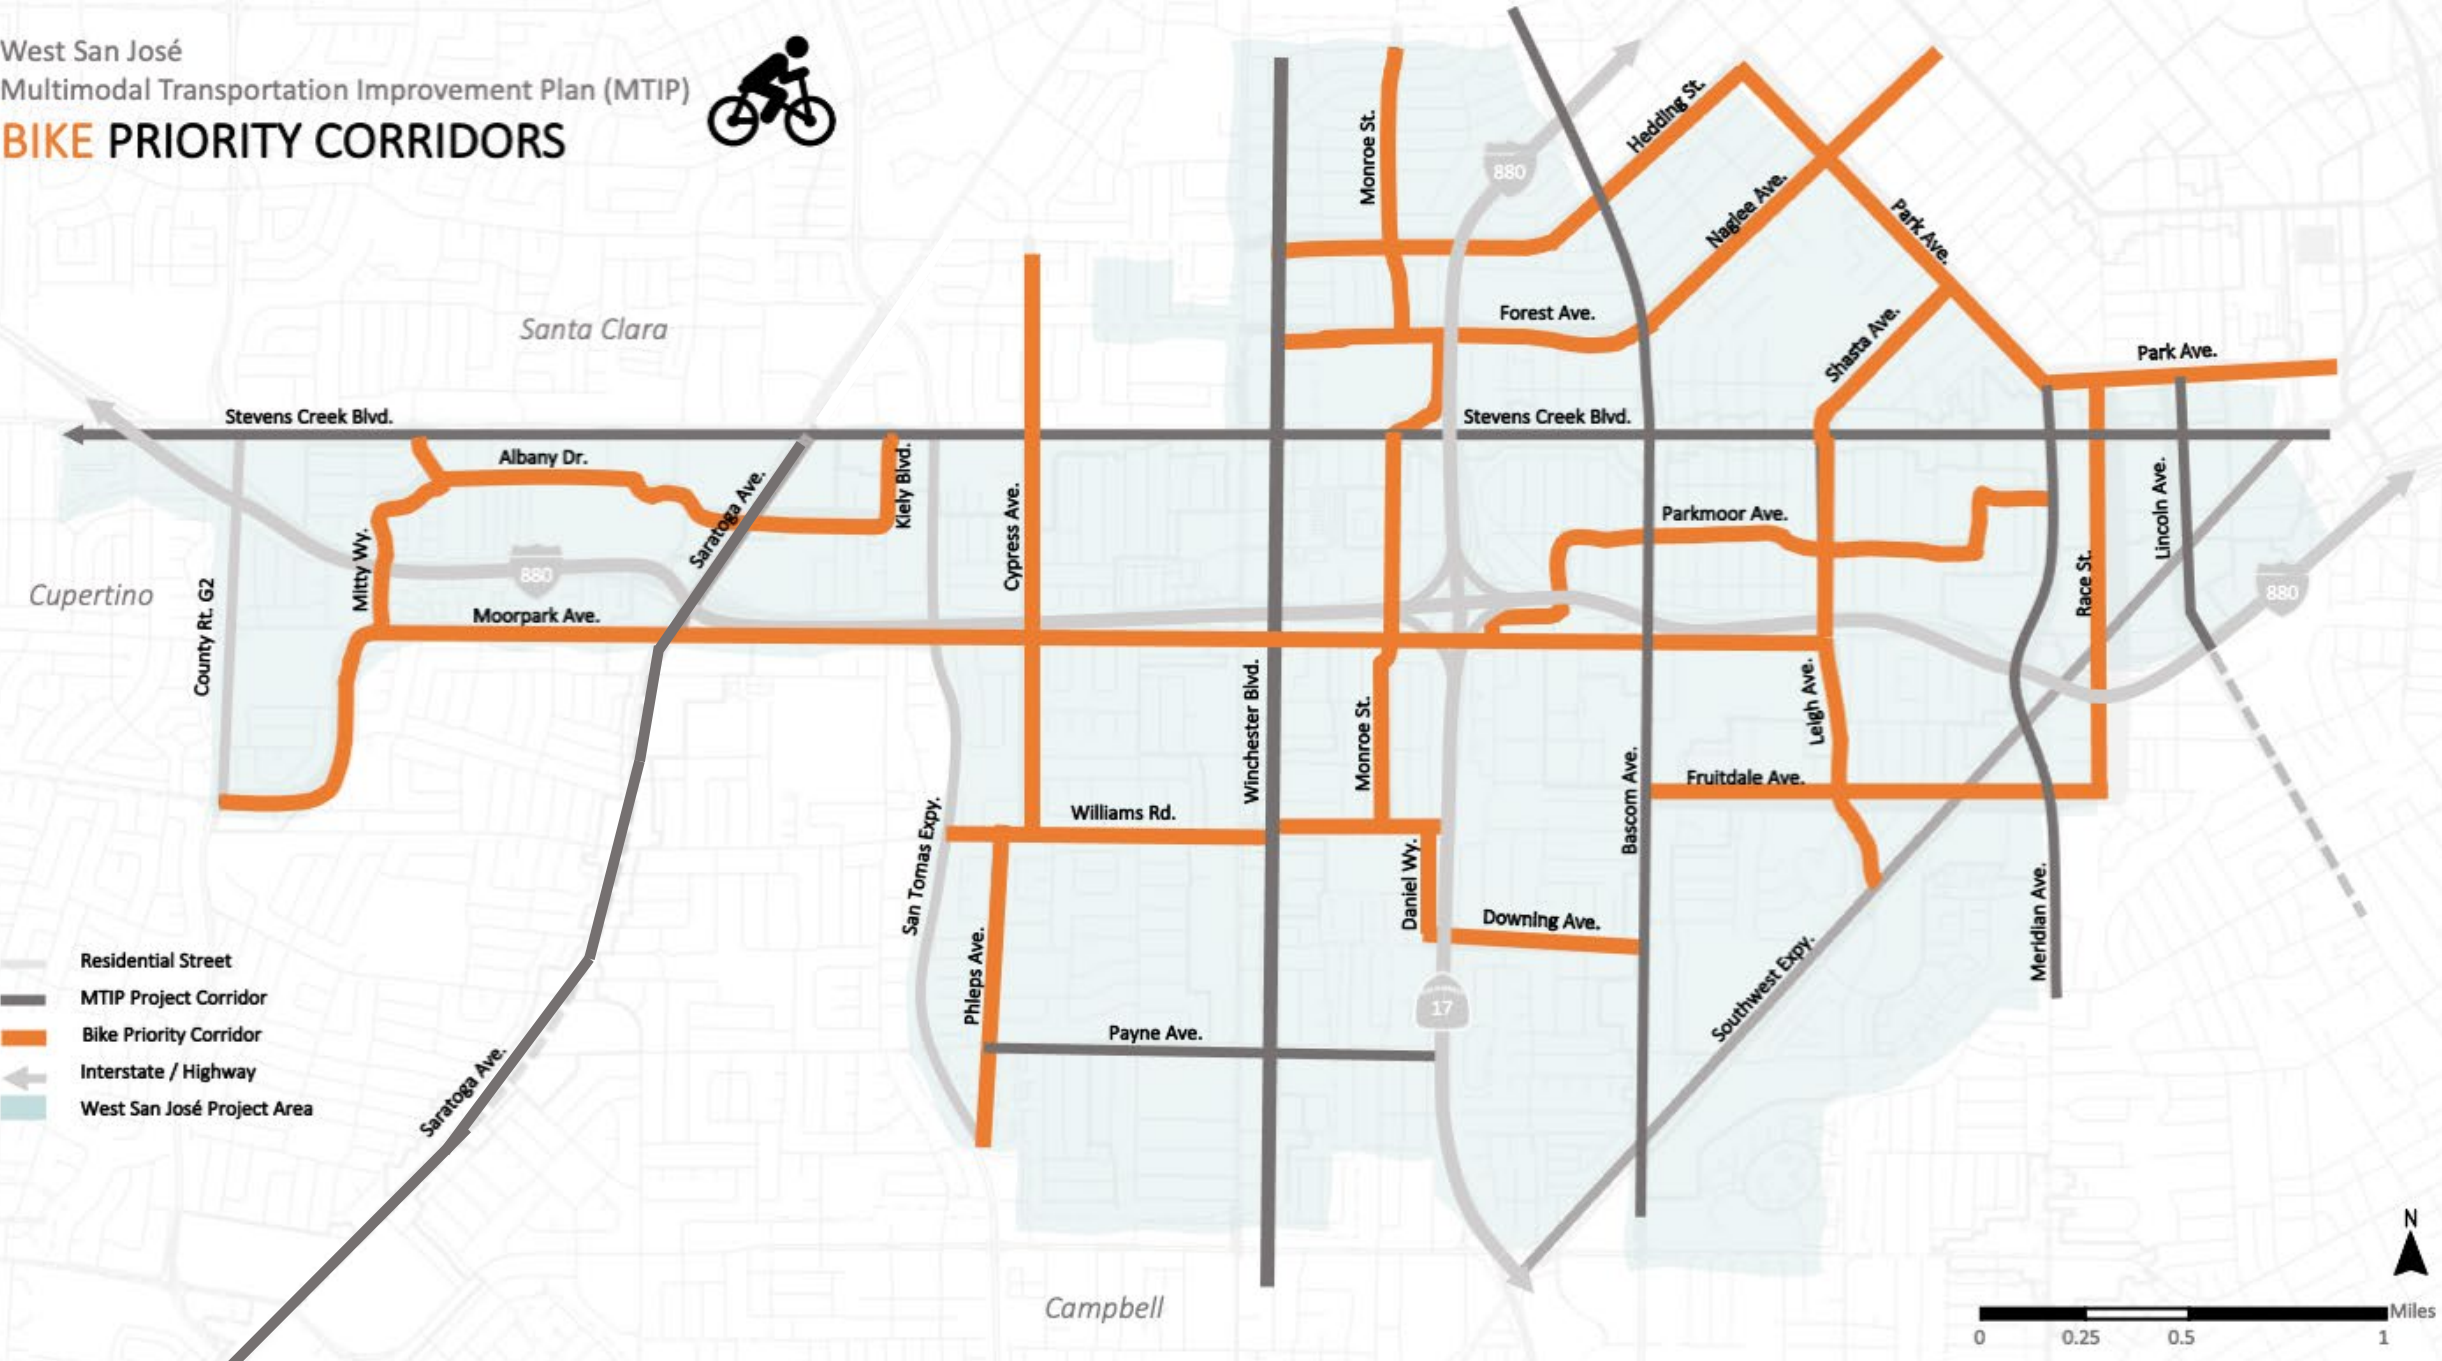 West San José
Multimodal Transportation Improvement Plan (MTIP)
BIKE PRIORITY CORRIDORS
Monroe St.
880
Hedding St.
Naglee Ave.
Park Ave.
Santa Clara
Forest Ave.
Shasta Ave.
Park Ave.
Stevens Creek Blvd.
Stevens Creek Blvd.
Albany Dr.
Saratoga Ave.
Kiely Blvd.
Cypress Ave.
Parkmoor Ave.
Lincoln Ave.
Mitty Wy.
880
Race St.
880
Cupertino
County Rt. G2
Moorpark Ave.
Winchester Blvd.
Monroe St.
Leigh Ave.
Bascom Ave.
Fruitdale Ave.
Williams Rd.
San Tomas Expy.
Daniel Wy.
Downing Ave.
Meridian Ave.
Phleps Ave.
Southwest Expy.
17
Payne Ave.
Saratoga Ave.
Residential Street
MTIP Project Corridor
Bike Priority Corridor
Interstate / Highway
West San José Project Area
Campbell
N
Miles
0 0.25 0.5 1